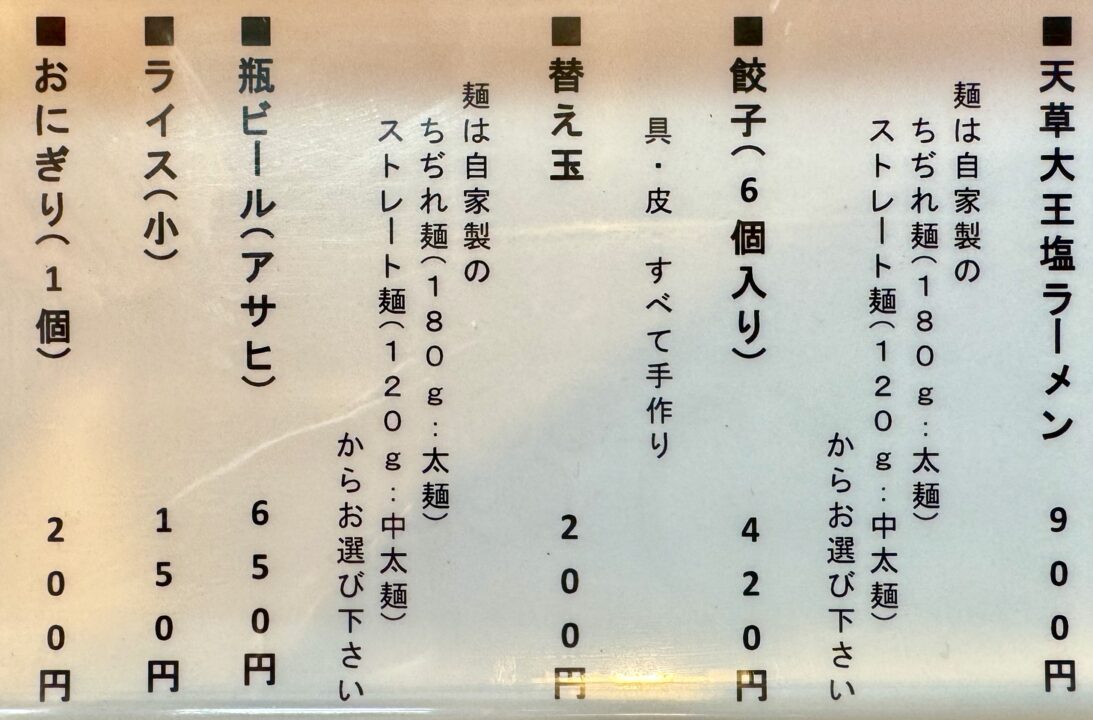 ■天草大王塩ラーメン 900円
麺は自家製の
ちぢれ麺(180g:太麺)
ストレート麺(120g:中太麺)
からお選び下さい
■餃子(6個入り) 420円
具・皮 すべて手作り
■替え玉 200円
麺は自家製の
ちぢれ麺(180g:太麺)
ストレート麺(120g:中太麺)
からお選び下さい
■瓶ビール(アサヒ) 650円
■ライス(小) 150円
■おにぎり(1個) 200円